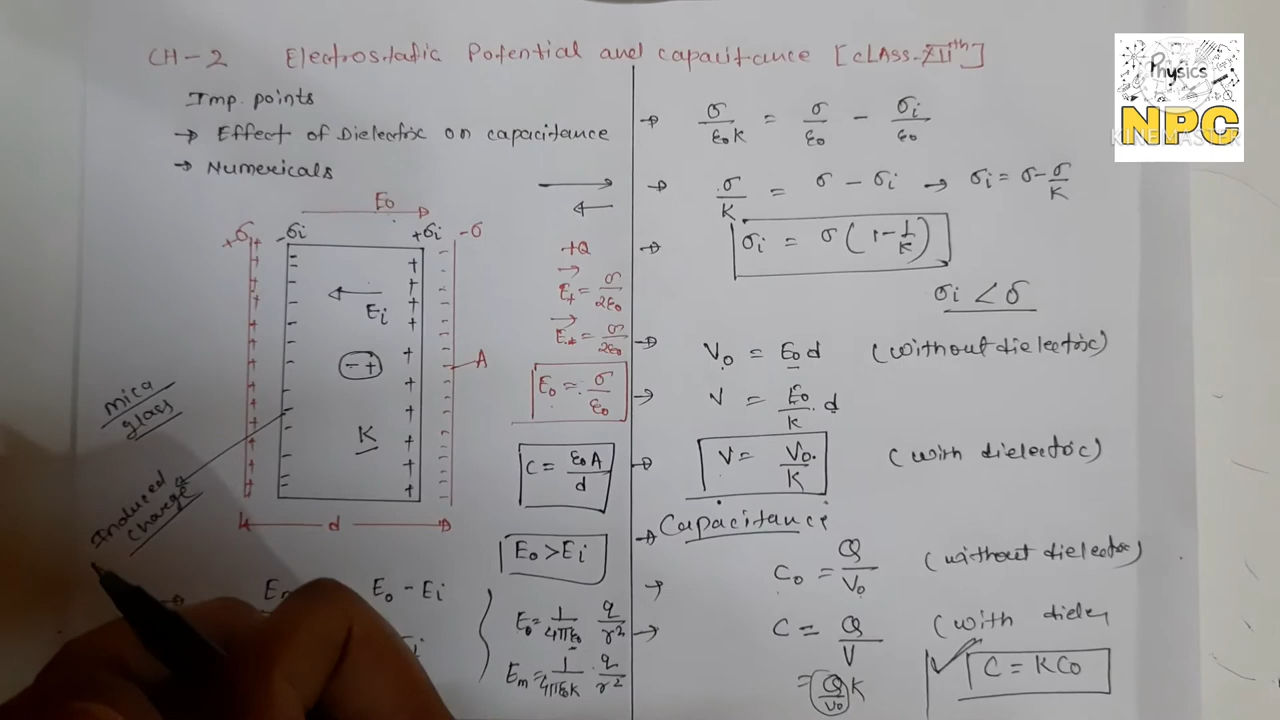 CH-2 Electrostatic Potential and capacitance [CLASS-XIIth]
Imp. points
→ Effect of Dielectric on capacitance
→ Numericals
E₀
+σ -σi +σi -σ
Ei
- +
A
K
mica
glass
Induced
charge
d
E₀ - Ei
+Q
E₊ = σ/2ε₀
= σ/2ε₀
E₀ = σ/ε₀
C = ε₀A/d
E₀ > Ei
E₀ = 1/4πε₀ q/r²
Em = 1/4πε₀K · q/r²
→ σ/ε₀K = σ/ε₀ - σi/ε₀
→ σ/K = σ - σi → σi = σ - σ/K
→ σi = σ(1 - 1/K)
σi < σ
→ V₀ = E₀d (without dielectric)
→ V = E₀/K · d
→ V = V₀/K (with dielectric)
→ Capacitance
→ C₀ = Q/V₀ (without dielectric)
→ C = Q/V (with dielec
= Q/V₀ K
C = KC₀
Physics
NPC
KINEMASTER